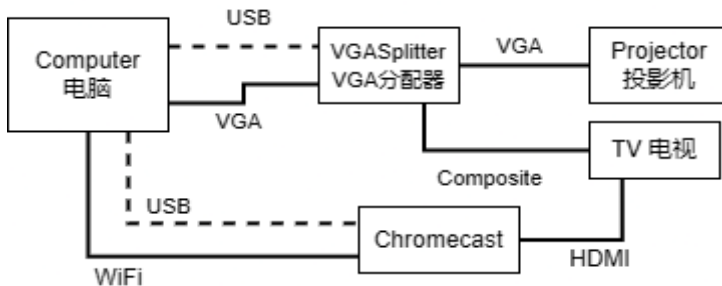 USB
Computer
电脑
VGASplitter
VGA分配器
VGA
Projector
投影机
VGA
TV 电视
Composite
USB
Chromecast
HDMI
WiFi